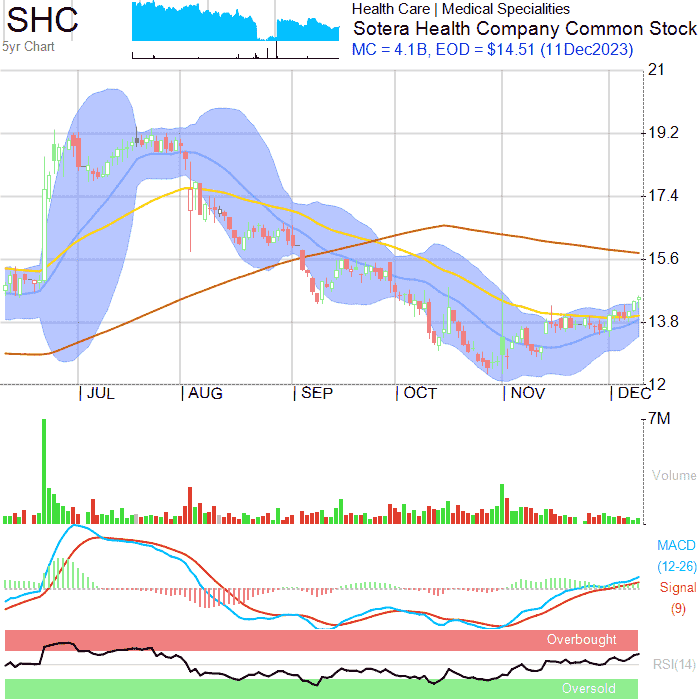 SHC
5yr Chart
Health Care | Medical Specialities
Sotera Health Company Common Stock
MC = 4.1B, EOD = $14.51 (11Dec2023)
21
19.2
17.4
15.6
13.8
12
JUL AUG SEP OCT NOV DEC
7M
Volume
MACD
(12-26)
Signal
(9)
Overbought
RSI(14)
Oversold